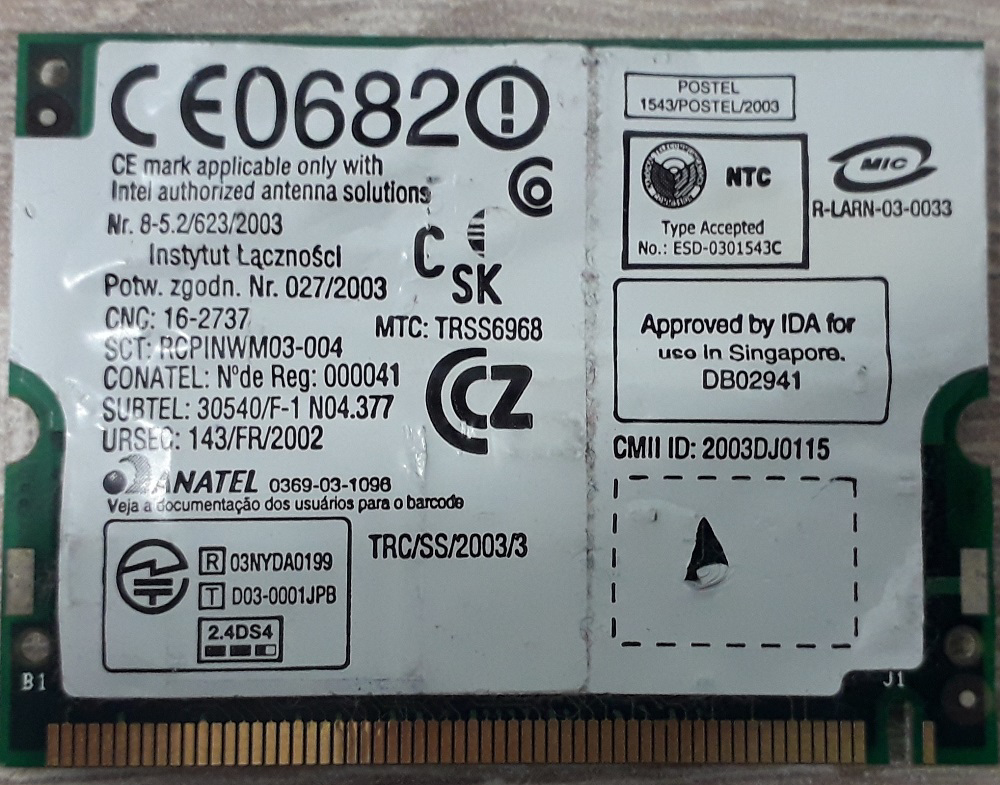 CE0682
CE mark applicable only with
Intel authorized antenna solutions
Nr. 8-5.2/623/2003
Instytut Łączności
Potw. zgodn. Nr. 027/2003
CNC: 16-2737
SCT: RCPINWM03-004
CONATEL: N°de Reg: 000041
SUBTEL: 30540/F-1 N04.377
URSEC: 143/FR/2002
C SK
MTC: TRSS6968
CCZ
ANATEL 0369-03-1096
Veja a documentação dos usuários para o barcode
R 03NYDA0199
T D03-0001JPB
2.4DS4
TRC/SS/2003/3
POSTEL
1543/POSTEL/2003
NTC
Type Accepted
No.: ESD-0301543C
MIC
R-LARN-03-0033
Approved by IDA for
use in Singapore.
DB02941
CMII ID: 2003DJ0115
B1
J1